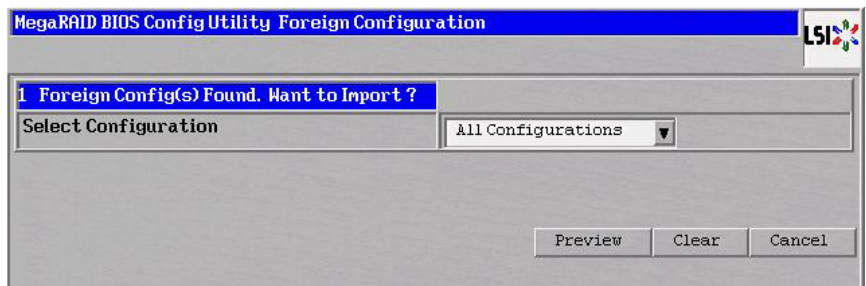 MegaRAID BIOS Config Utility Foreign Configuration
LSI
1 Foreign Config(s) Found. Want to Import ?
Select Configuration
All Configurations
Preview
Clear
Cancel